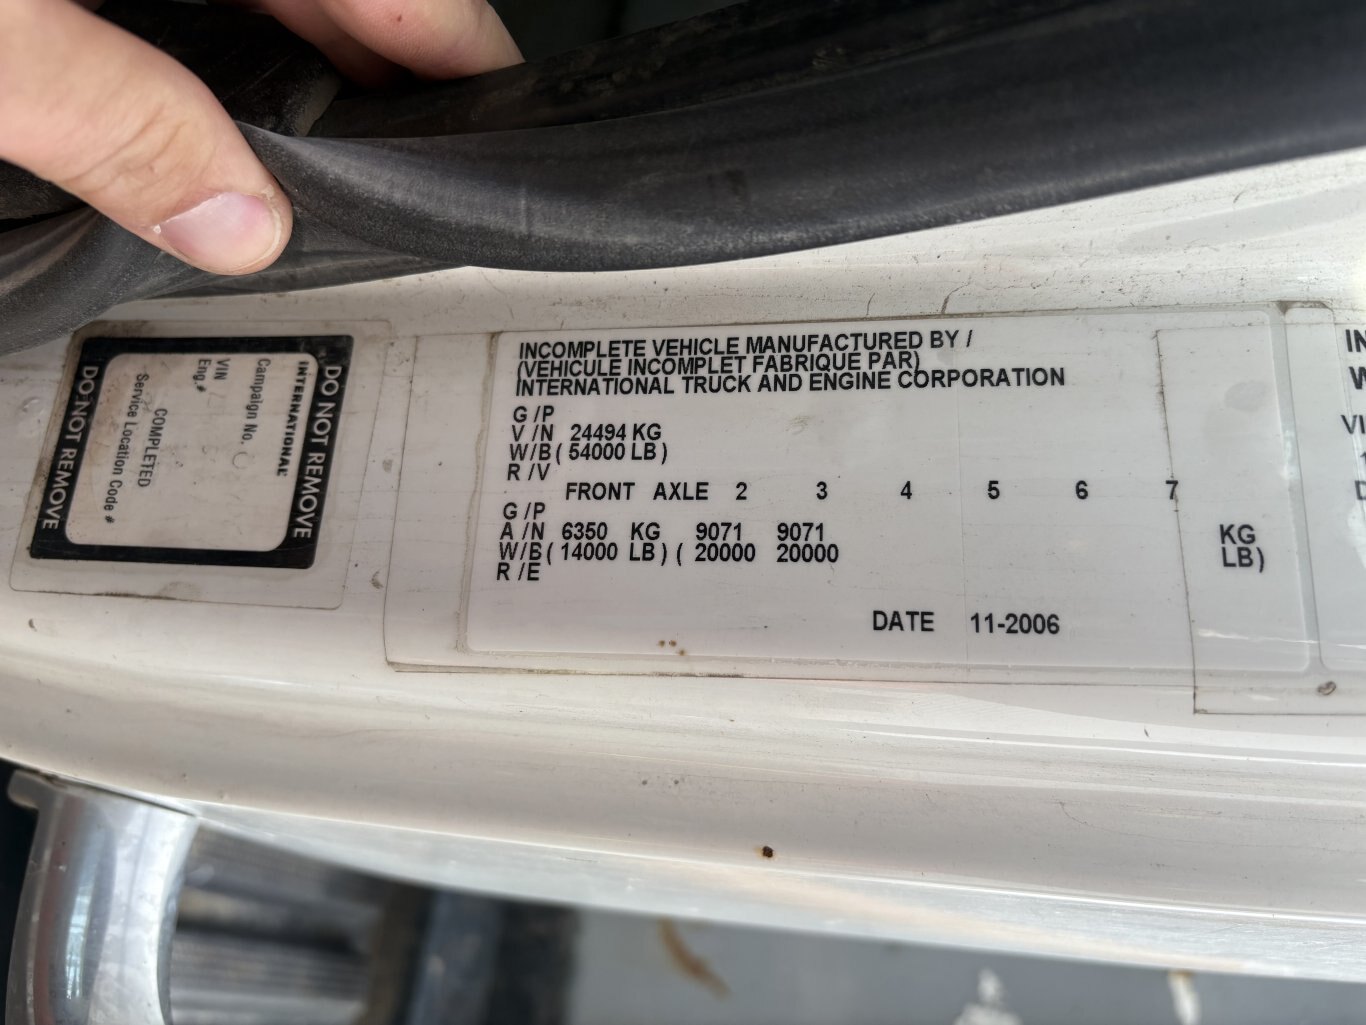 DO NOT REMOVE
INTERNATIONAL
Campaign No.
VIN
Eng.#
COMPLETED
Service Location Code #
DO NOT REMOVE
INCOMPLETE VEHICLE MANUFACTURED BY /
(VEHICULE INCOMPLET FABRIQUE PAR)
INTERNATIONAL TRUCK AND ENGINE CORPORATION
G /P
V /N 24494 KG
W/B ( 54000 LB )
R /V
FRONT AXLE 2 3 4 5 6 7
G /P
A /N 6350 KG 9071 9071 KG
W/B ( 14000 LB ) ( 20000 20000 LB )
R /E
DATE 11-2006